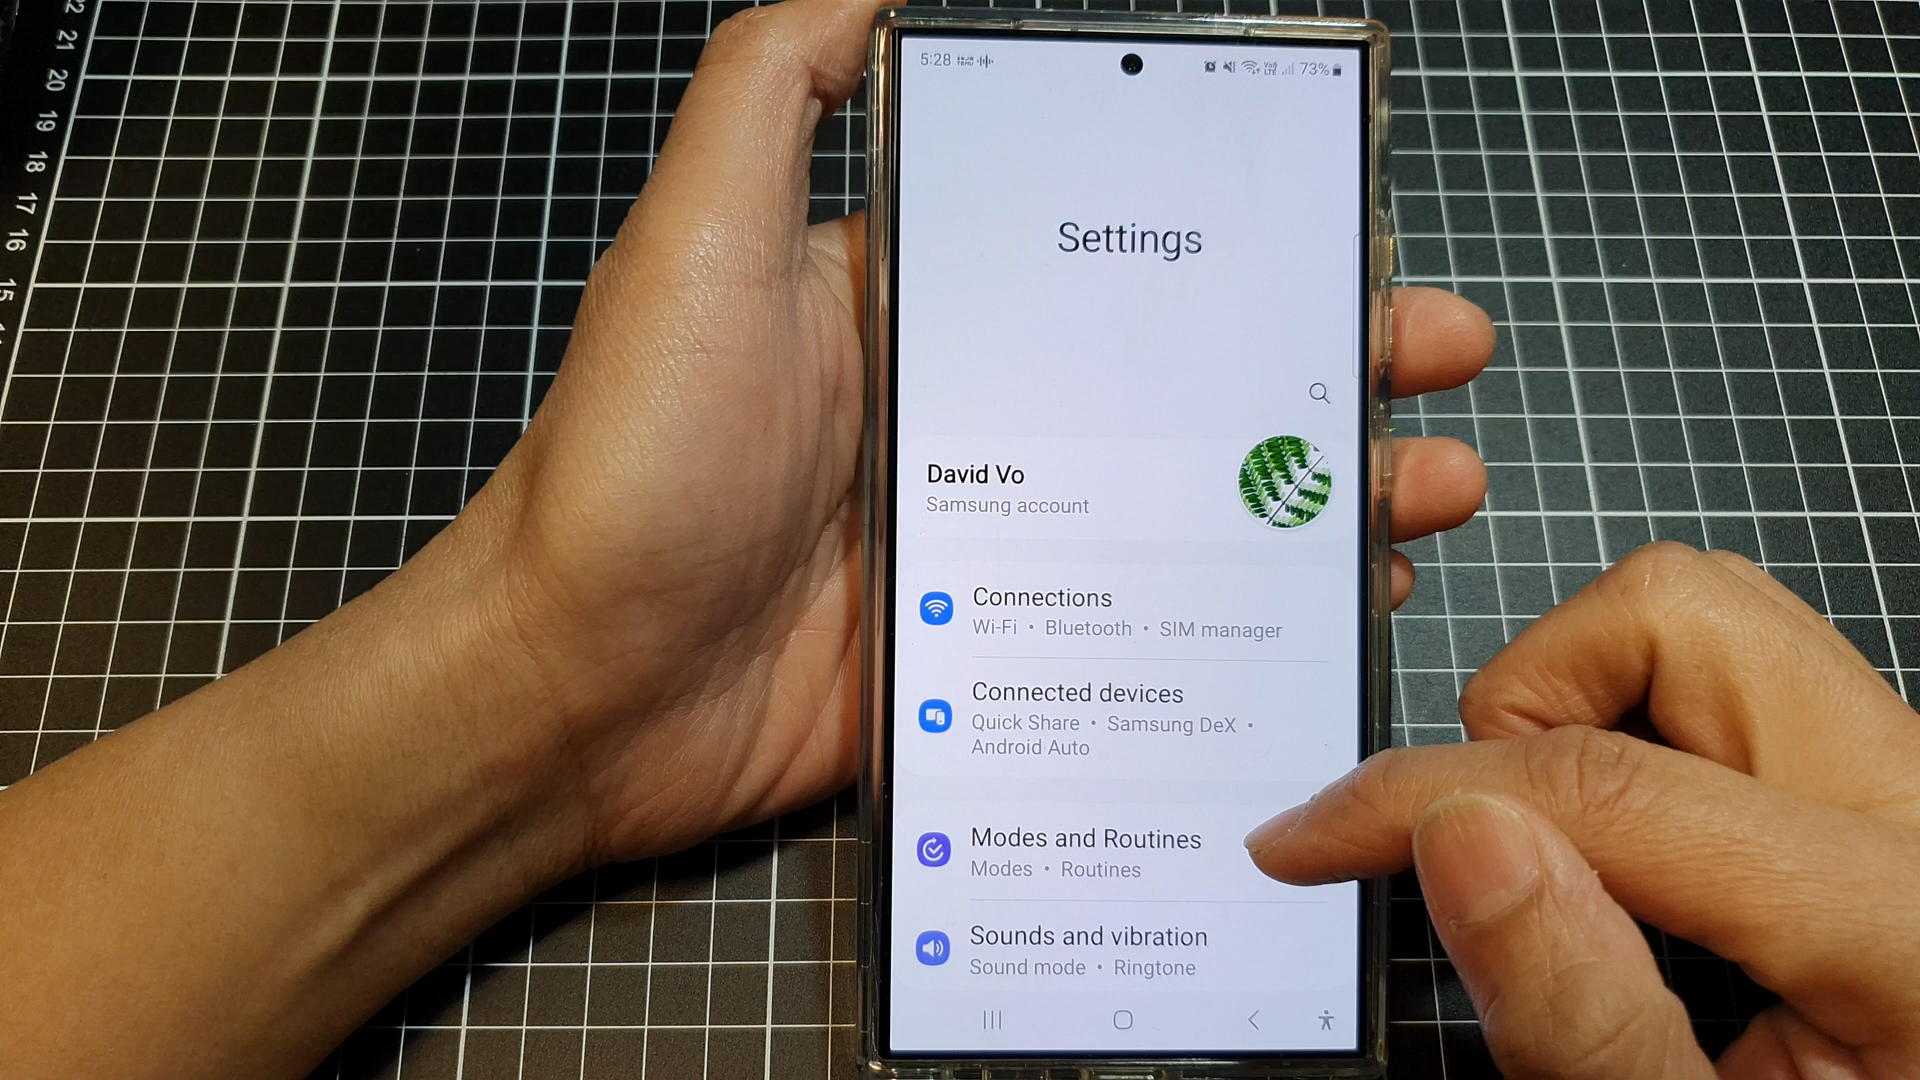 22
21
20
19
18
17
16
15
5:28
73%
Settings
David Vo
Samsung account
Connections
Wi-Fi • Bluetooth • SIM manager
Connected devices
Quick Share • Samsung DeX •
Android Auto
Modes and Routines
Modes • Routines
Sounds and vibration
Sound mode • Ringtone